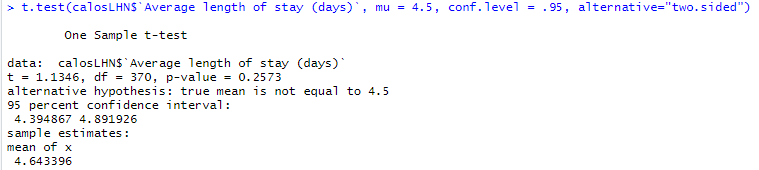 > t.test(calosLHN$`Average length of stay (days)`, mu = 4.5, conf.level = .95, alternative="two.sided")
One Sample t-test
data:  calosLHN$`Average length of stay (days)`
t = 1.1346, df = 370, p-value = 0.2573
alternative hypothesis: true mean is not equal to 4.5
95 percent confidence interval:
4.394867 4.891926
sample estimates:
mean of x
4.643396